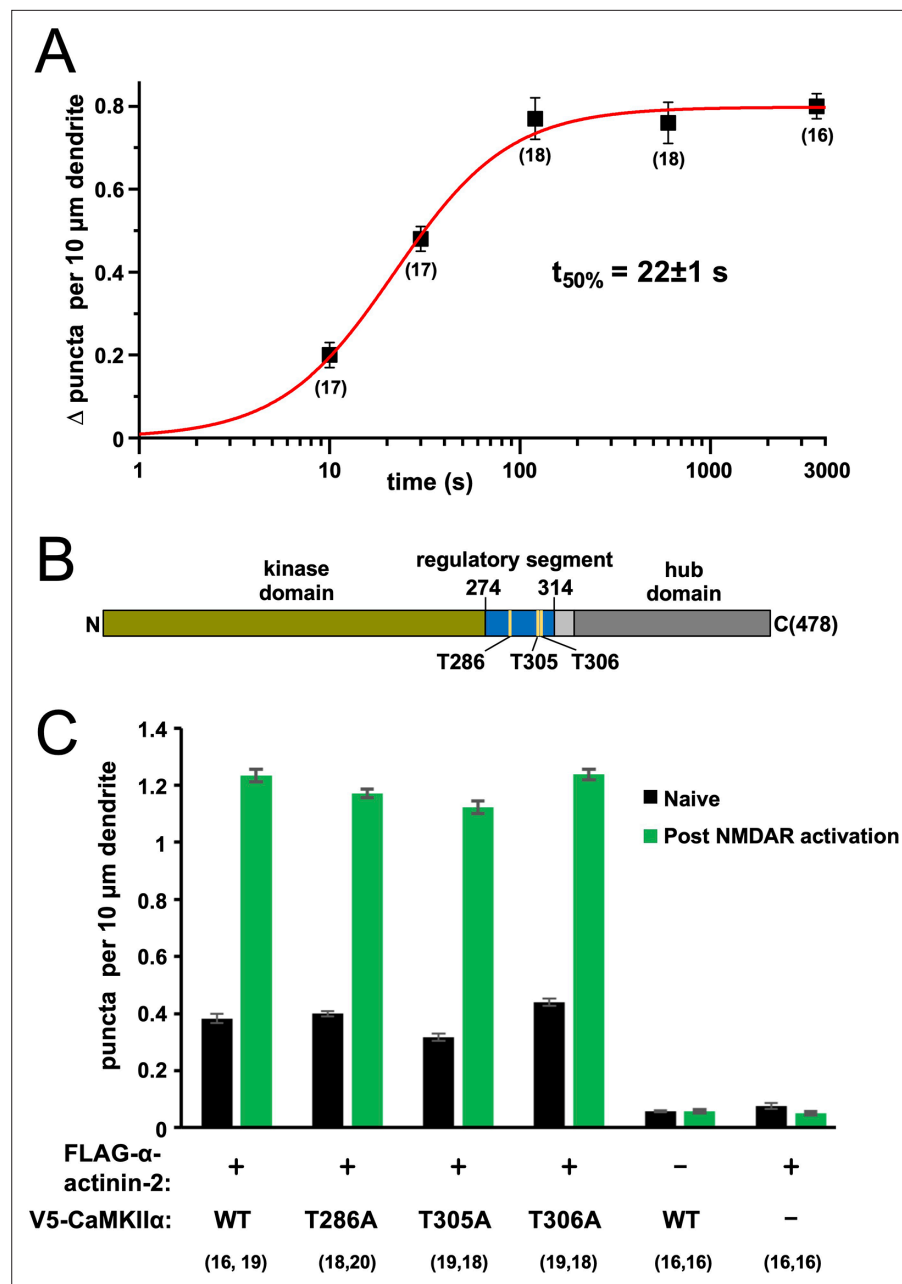 A
Δ puncta per 10 µm dendrite
0.8
0.6
0.4
0.2
0
(17)
(17)
(18)
(18)
(16)
t50% = 22±1 s
1
10
100
1000
3000
time (s)
B
kinase
domain
regulatory segment
274
314
hub
domain
N
C(478)
T286
T305
T306
C
puncta per 10 µm dendrite
1.4
1.2
1
0.8
0.6
0.4
0.2
0
Naive
Post NMDAR activation
FLAG-α-
actinin-2:
+ + + + − +
V5-CaMKIIα: WT T286A T305A T306A WT −
(16, 19) (18,20) (19,18) (19,18) (16,16) (16,16)